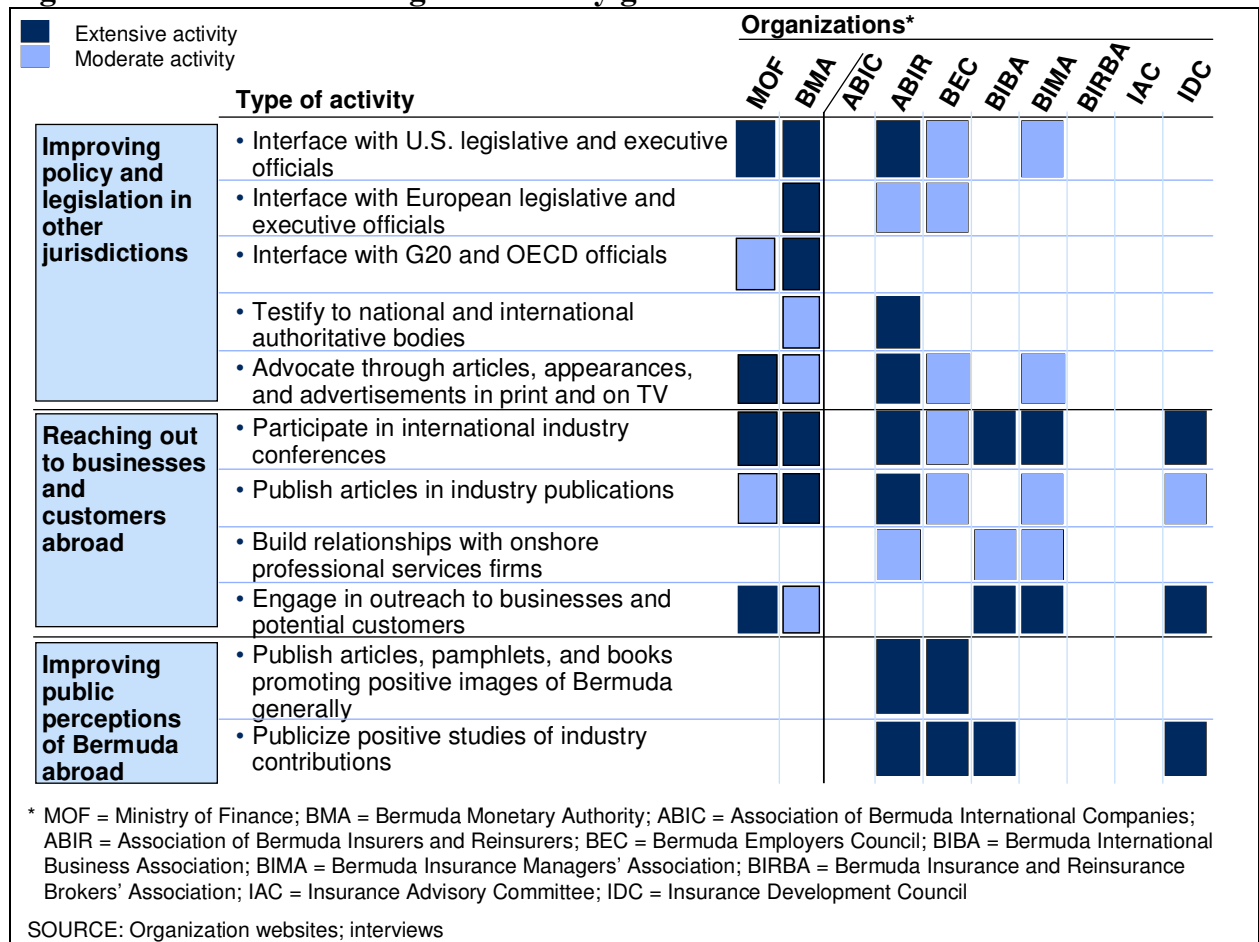 Extensive activity
Moderate activity
Organizations*
MOF
BMA
ABIC
ABIR
BEC
BIBA
BIMA
BIRBA
IAC
IDC
Type of activity
Improving
policy and
legislation in
other
jurisdictions
• Interface with U.S. legislative and executive
officials
• Interface with European legislative and
executive officials
• Interface with G20 and OECD officials
• Testify to national and international
authoritative bodies
• Advocate through articles, appearances,
and advertisements in print and on TV
Reaching out
to businesses
and
customers
abroad
• Participate in international industry
conferences
• Publish articles in industry publications
• Build relationships with onshore
professional services firms
• Engage in outreach to businesses and
potential customers
Improving
public
perceptions
of Bermuda
abroad
• Publish articles, pamphlets, and books
promoting positive images of Bermuda
generally
• Publicize positive studies of industry
contributions
* MOF = Ministry of Finance; BMA = Bermuda Monetary Authority; ABIC = Association of Bermuda International Companies;
ABIR = Association of Bermuda Insurers and Reinsurers; BEC = Bermuda Employers Council; BIBA = Bermuda International
Business Association; BIMA = Bermuda Insurance Managers' Association; BIRBA = Bermuda Insurance and Reinsurance
Brokers' Association; IAC = Insurance Advisory Committee; IDC = Insurance Development Council
SOURCE: Organization websites; interviews